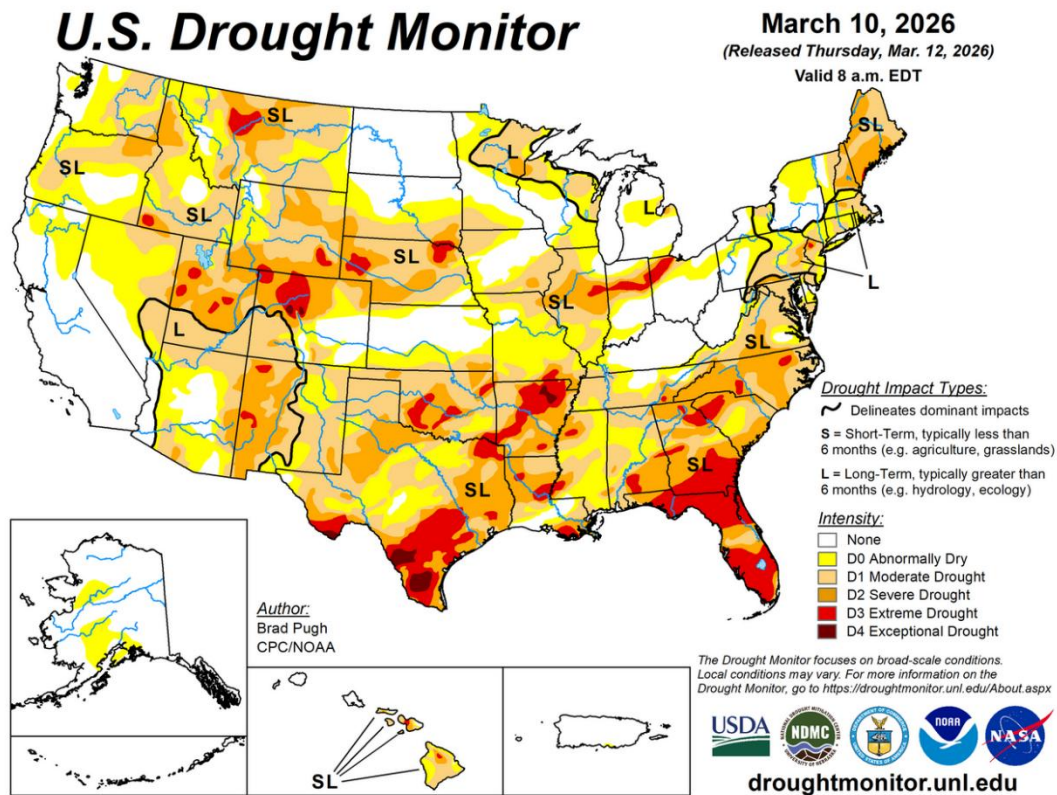 U.S. Drought Monitor
March 10, 2026
(Released Thursday, Mar. 12, 2026)
Valid 8 a.m. EDT
SL
SL
SL
SL
L
L
SL
L
SL
L
SL
L
SL
SL
Drought Impact Types:
Delineates dominant impacts
S = Short-Term, typically less than
6 months (e.g. agriculture, grasslands)
L = Long-Term, typically greater than
6 months (e.g. hydrology, ecology)
Intensity:
None
D0 Abnormally Dry
D1 Moderate Drought
D2 Severe Drought
D3 Extreme Drought
D4 Exceptional Drought
Author:
Brad Pugh
CPC/NOAA
SL
The Drought Monitor focuses on broad-scale conditions.
Local conditions may vary. For more information on the
Drought Monitor, go to https://droughtmonitor.unl.edu/About.aspx
USDA
NDMC
NOAA
NASA
droughtmonitor.unl.edu